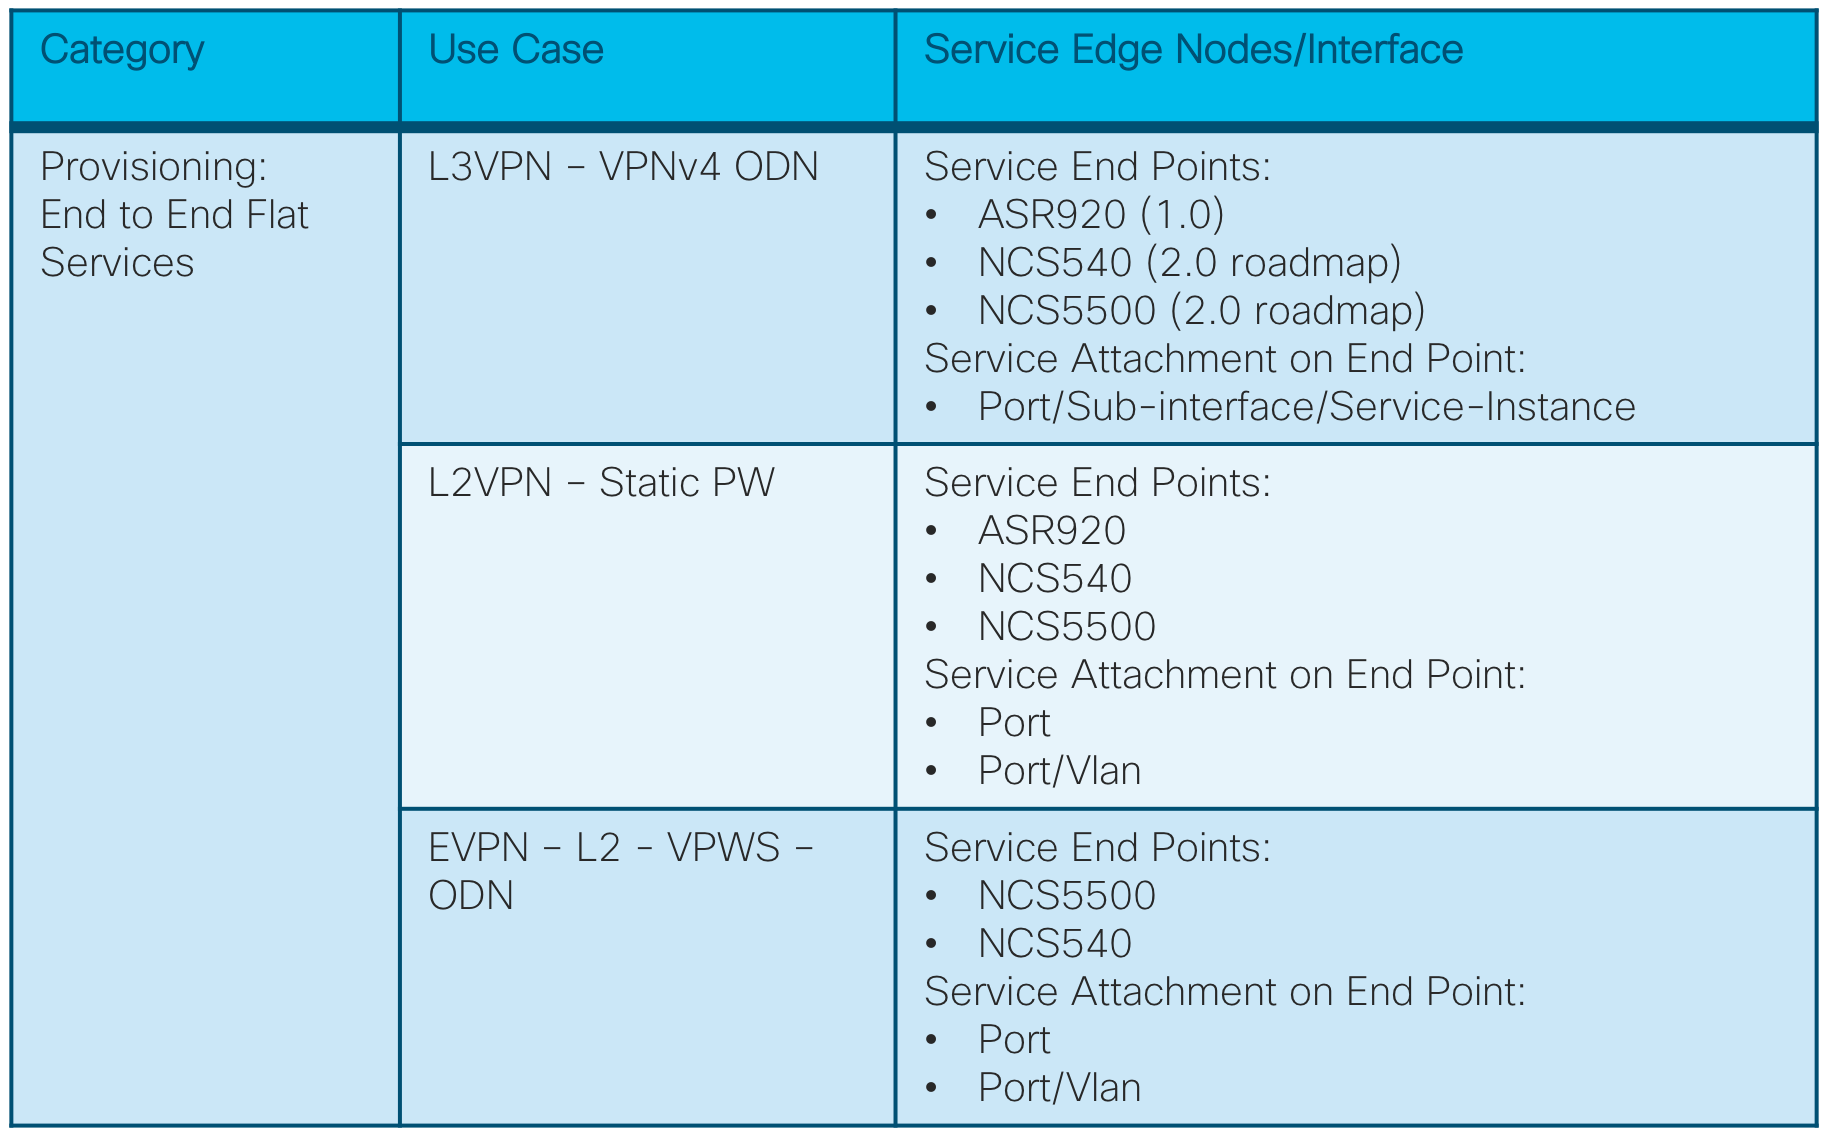 Category
Use Case
Service Edge Nodes/Interface
Provisioning:
End to End Flat
Services
L3VPN – VPNv4 ODN
Service End Points:
• ASR920 (1.0)
• NCS540 (2.0 roadmap)
• NCS5500 (2.0 roadmap)
Service Attachment on End Point:
• Port/Sub-interface/Service-Instance
L2VPN – Static PW
Service End Points:
• ASR920
• NCS540
• NCS5500
Service Attachment on End Point:
• Port
• Port/Vlan
EVPN – L2 - VPWS –
ODN
Service End Points:
• NCS5500
• NCS540
Service Attachment on End Point:
• Port
• Port/Vlan